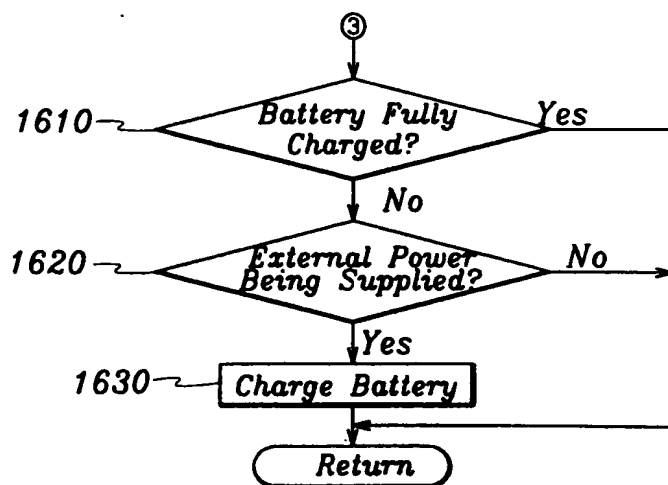 ③
1610
Battery Fully
Charged?
Yes
No
1620
External Power
Being Supplied?
No
Yes
1630
Charge Battery
Return